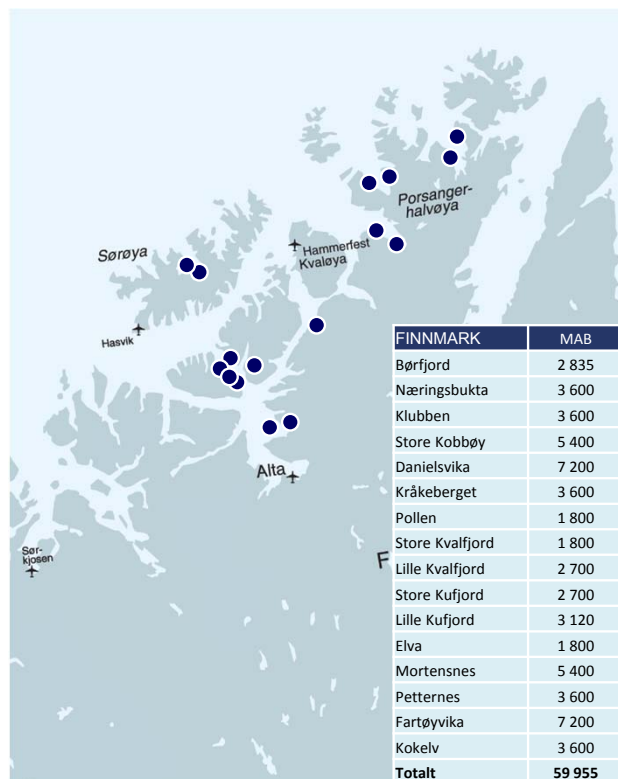 Porsanger-
halvøya
Sørøya
Hammerfest
Kvaløya
Hasvik
Alta
Sør-
kjosen
F
FINNMARK MAB
Børfjord 2 835
Næringsbukta 3 600
Klubben 3 600
Store Kobbøy 5 400
Danielsvika 7 200
Kråkeberget 3 600
Pollen 1 800
Store Kvalfjord 1 800
Lille Kvalfjord 2 700
Store Kufjord 2 700
Lille Kufjord 3 120
Elva 1 800
Mortensnes 5 400
Petternes 3 600
Fartøyvika 7 200
Kokelv 3 600
Totalt 59 955